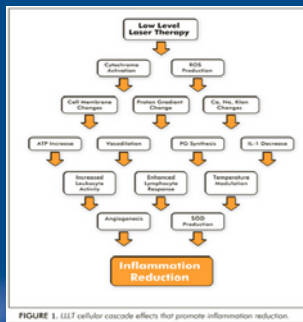 Low Level
Laser Therapy
Cytochrome
Activation
ROS
Production
Cell Membrane
Changes
Proton Gradient
Change
Ca, Na, K Ion
Changes
ATP Increase
Vasodilation
PG Synthesis
IL-1 Decrease
Increased
Leukocyte
Activity
Enhanced
Lymphocyte
Response
Temperature
Modulation
Angiogenesis
SOD
Production
Inflammation
Reduction
FIGURE 1. LLLT cellular cascade effects that promote inflammation reduction.